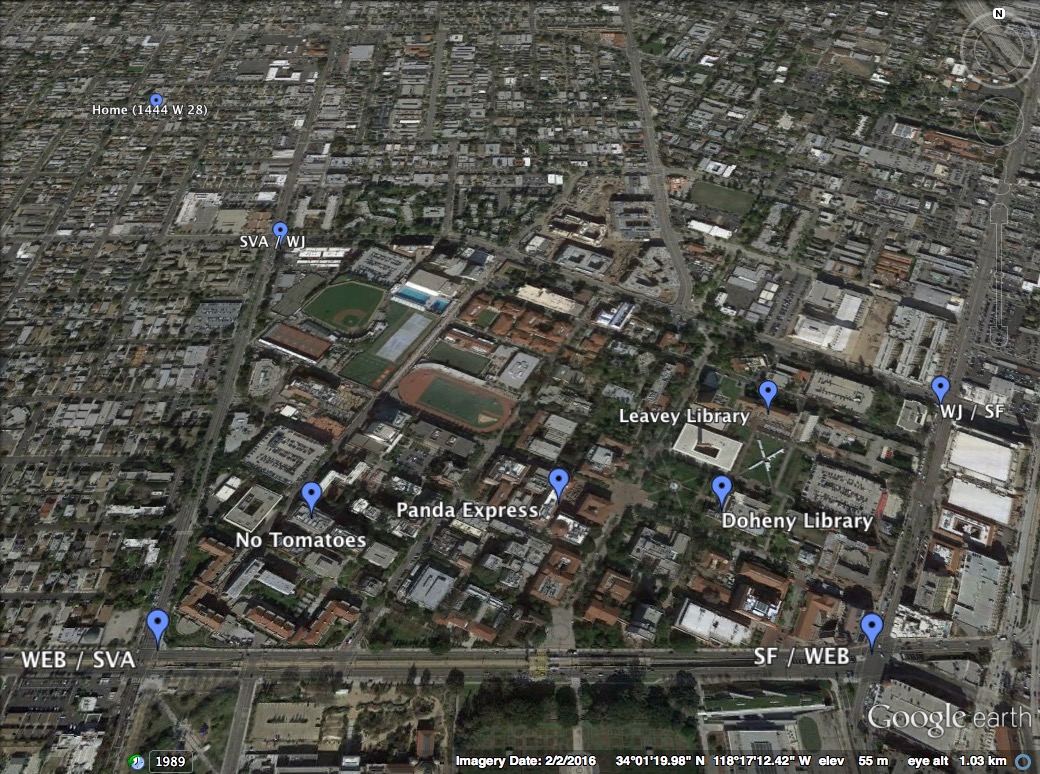 N
Home (1444 W 28)
SVA / WJ
Leavey Library
WJ / SF
Panda Express
Doheny Library
No Tomatoes
WEB / SVA
SF / WEB
Google earth
1989
Imagery Date: 2/2/2016 34°01'19.98" N 118°17'12.42" W elev 55 m eye alt 1.03 km